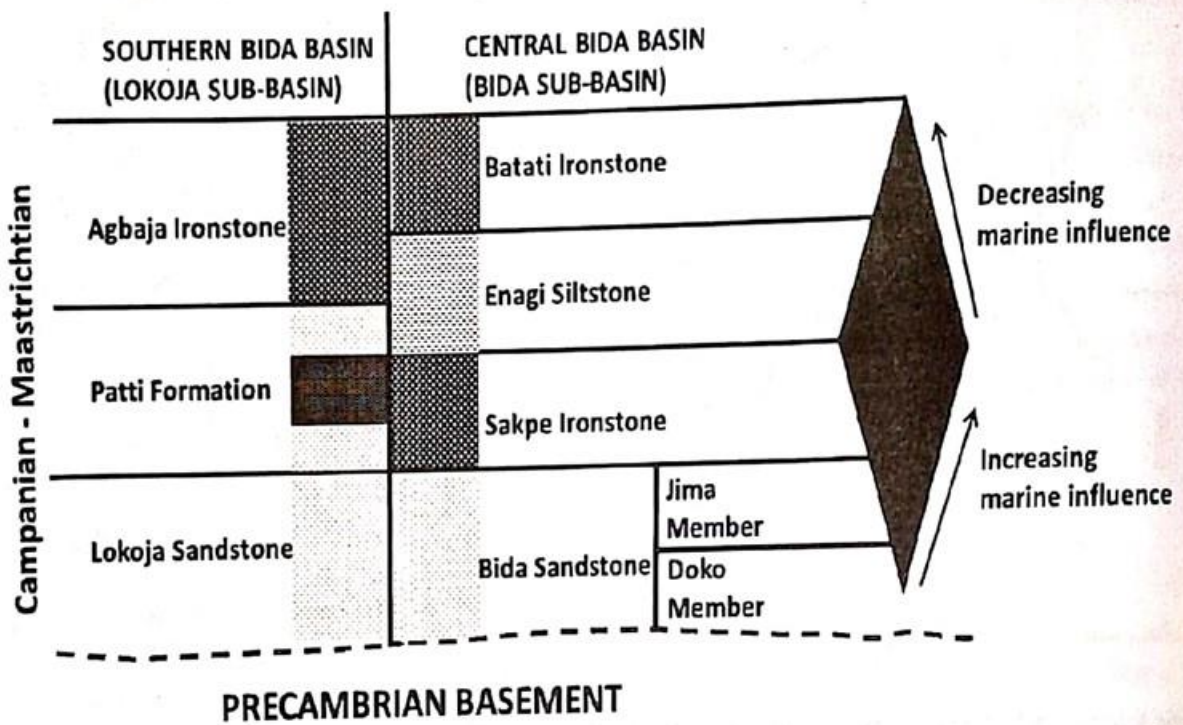 SOUTHERN BIDA BASIN
(LOKOJA SUB-BASIN)
CENTRAL BIDA BASIN
(BIDA SUB-BASIN)
Campanian - Maastrichtian
Agbaja Ironstone
Patti Formation
Lokoja Sandstone
Batati Ironstone
Enagi Siltstone
Sakpe Ironstone
Bida Sandstone
Jima
Member
Doko
Member
Decreasing
marine influence
Increasing
marine influence
PRECAMBRIAN BASEMENT